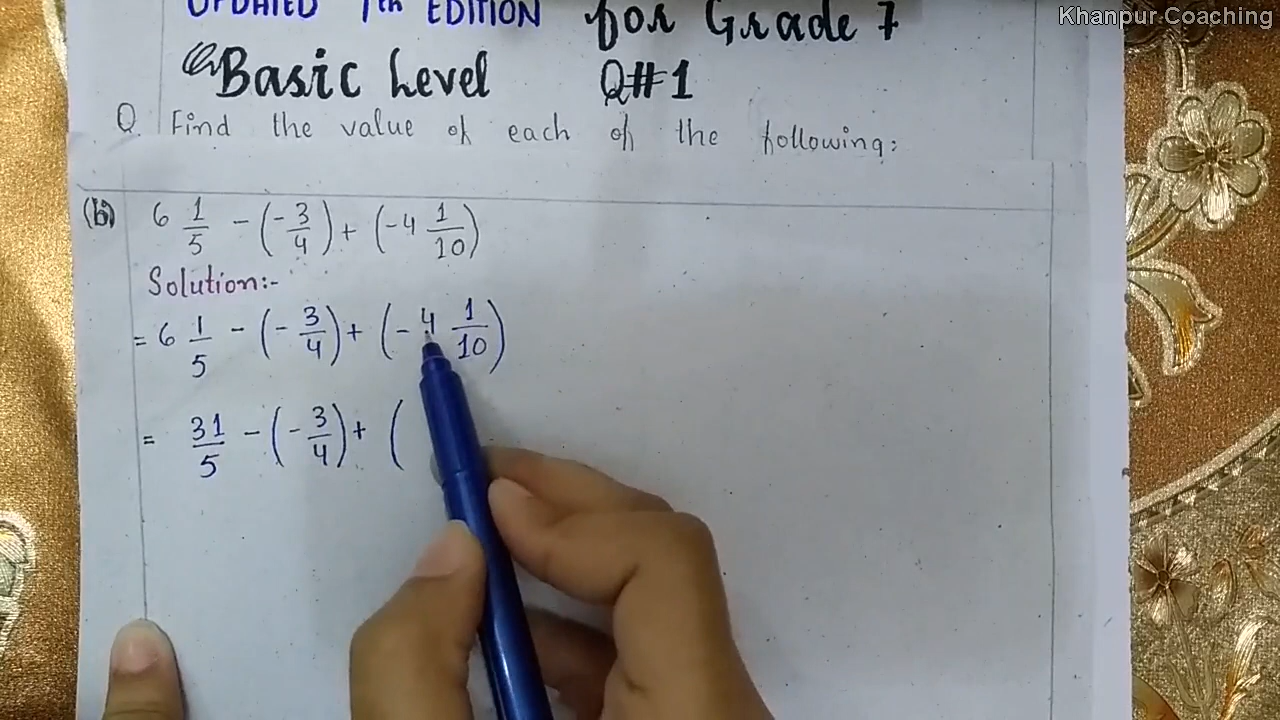 UPDATED 7th EDITION for Grade 7
Khanpur Coaching
Basic Level Q#1
Q. Find the value of each of the following:
(b) 6 1/5 - (-3/4) + (-4 1/10)
Solution:-
= 6 1/5 - (-3/4) + (-4 1/10)
= 31/5 - (-3/4) + (